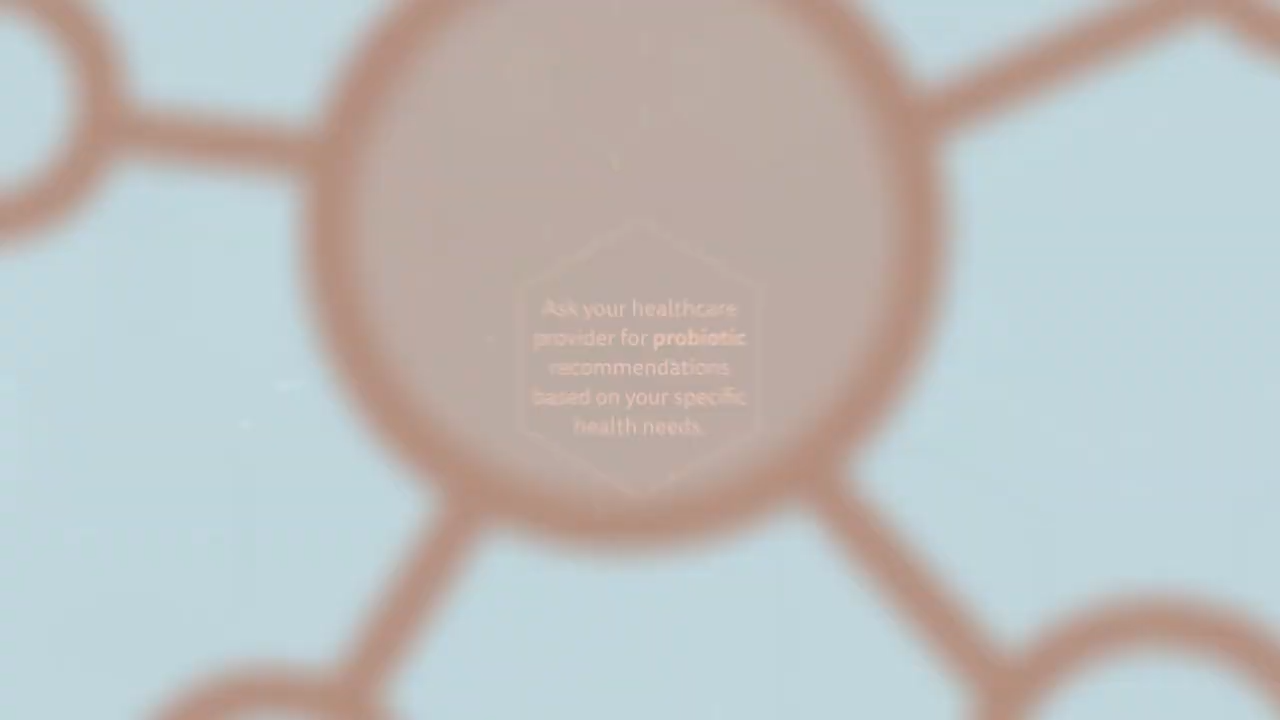 Ask your healthcare
provider for probiotic
recommendations
based on your specific
health needs.